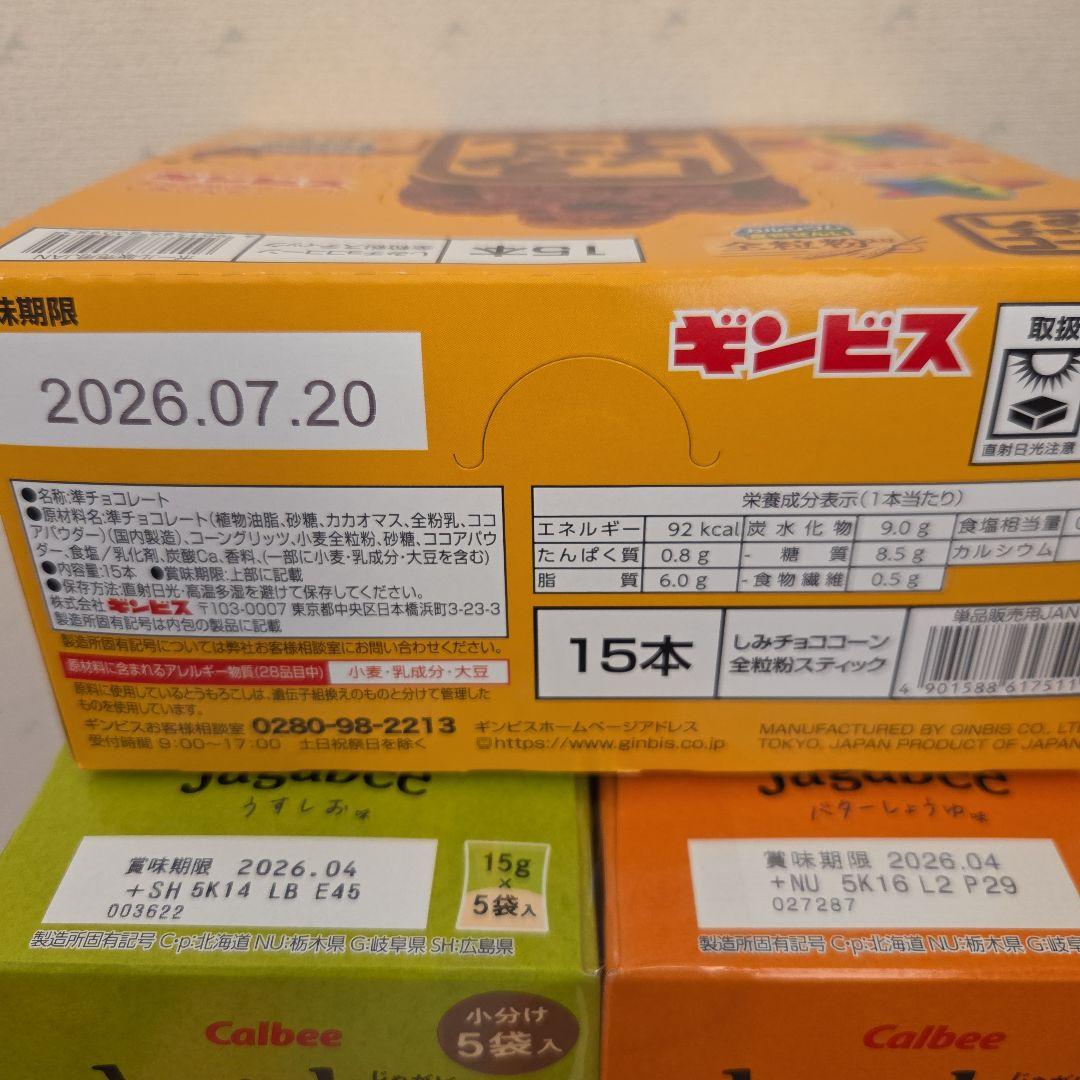 15本
しみチョココーン
全粒粉スティック
味期限
ギンビス
2026.07.20
取扱
直射日光注意
●名称:準チョコレート
●原材料名:準チョコレート(植物油脂、砂糖、カカオマス、全粉乳、ココ
アパウダー)(国内製造)、コーングリッツ、小麦全粒粉、砂糖、ココアパウ
ダー、食塩/乳化剤、炭酸Ca、香料、(一部に小麦・乳成分・大豆を含む)
●内容量:15本 ●賞味期限:上部に記載
●保存方法:直射日光・高温多湿を避けて保存してください。
株式会社ギンビス 〒103-0007 東京都中央区日本橋浜町3-23-3
製造所固有記号は内包の製品に記載
製造所固有記号については弊社お客様相談室にお問い合わせください。
原材料に含まれるアレルギー物質(28品目中) 小麦・乳成分・大豆
原料に使用しているとうもろこしは、遺伝子組換えのものと分けて管理した
ものを使用しています。
ギンビスお客様相談室 0280-98-2213
受付時間 9:00〜17:00 土日祝祭日を除く
ギンビスホームページアドレス
https://www.ginbis.co.jp
栄養成分表示(1本当たり)
エネルギー 92 kcal 炭水化物 9.0 g 食塩相当量
たんぱく質 0.8 g - 糖質 8.5 g カルシウム
脂質 6.0 g - 食物繊維 0.5 g
15本
しみチョココーン
全粒粉スティック
単品販売用JAN
4 901588 617511
MANUFACTURED BY GINBIS CO., LT
TOKYO, JAPAN PRODUCT OF JAPAN
Jagabee
うすしお味
賞味期限 2026.04
+SH 5K14 LB E45
003622
15g
×
5袋入
製造所固有記号 C・p:北海道 NU:栃木県 G:岐阜県 SH:広島県
Calbee
小分け
5袋入
Jagabee
バターしょうゆ味
賞味期限 2026.04
+NU 5K16 L2 P29
027287
製造所固有記号 C・p:北海道 NU:栃木県 G:岐阜
Calbee